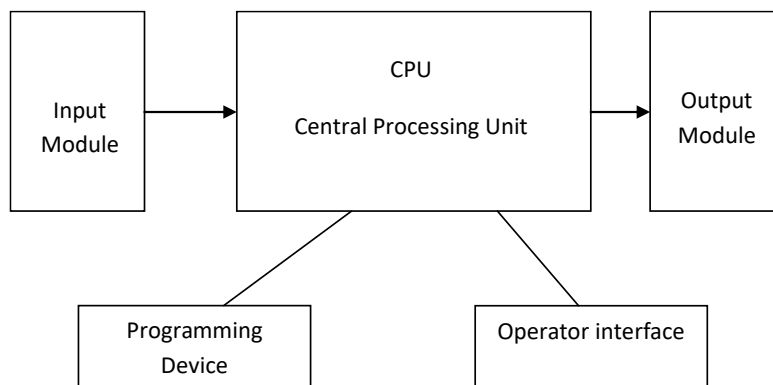 Input
Module
CPU
Central Processing Unit
Output
Module
Programming
Device
Operator interface